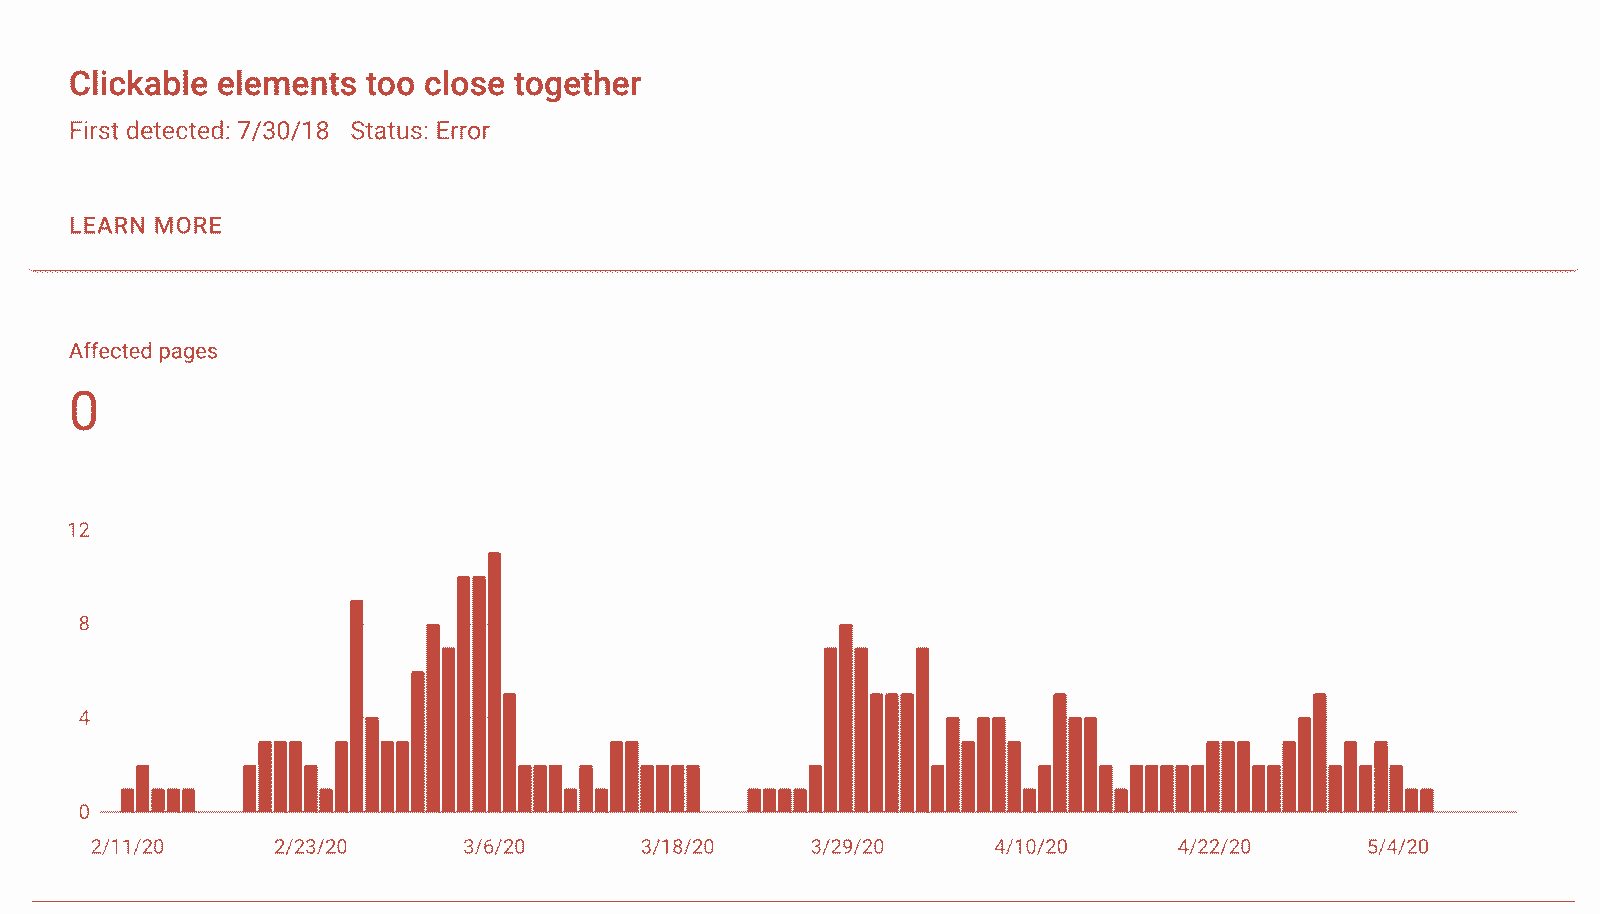 Clickable elements too close together
First detected: 7/30/18 Status: Error
LEARN MORE
Affected pages
0
12
8
4
0
2/11/20 2/23/20 3/6/20 3/18/20 3/29/20 4/10/20 4/22/20 5/4/20